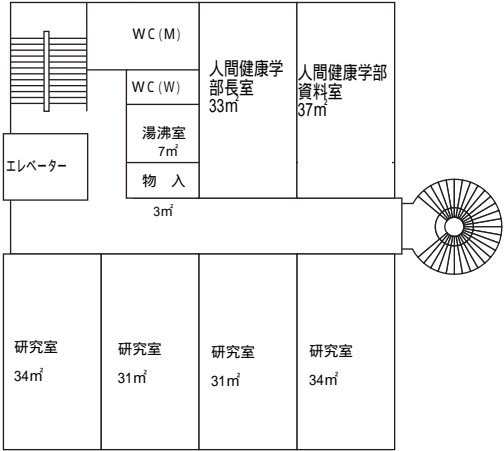 WC(M)
WC(W)
湯沸室
7㎡
物 入
3㎡
人間健康学
部長室
33㎡
人間健康学部
資料室
37㎡
エレベーター
研究室
34㎡
研究室
31㎡
研究室
31㎡
研究室
34㎡